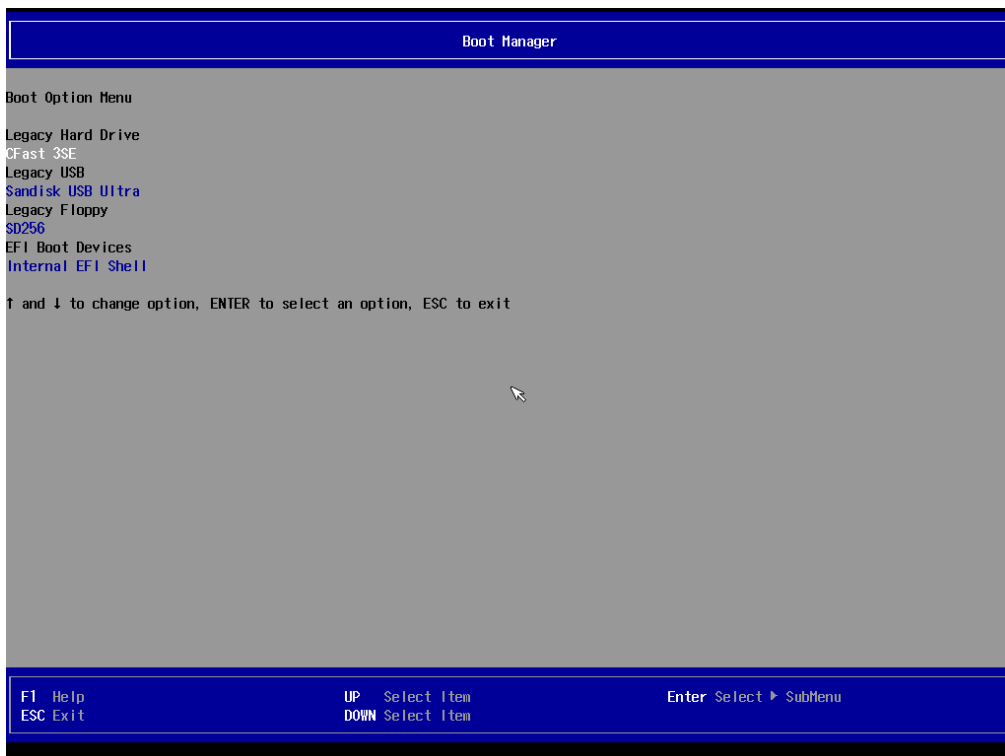 Boot Manager
Boot Option Menu
Legacy Hard Drive
CFast 3SE
Legacy USB
Sandisk USB Ultra
Legacy Floppy
SD256
EFI Boot Devices
Internal EFI Shell
↑ and ↓ to change option, ENTER to select an option, ESC to exit
F1 Help UP Select Item Enter Select ▶ SubMenu
ESC Exit DOWN Select Item